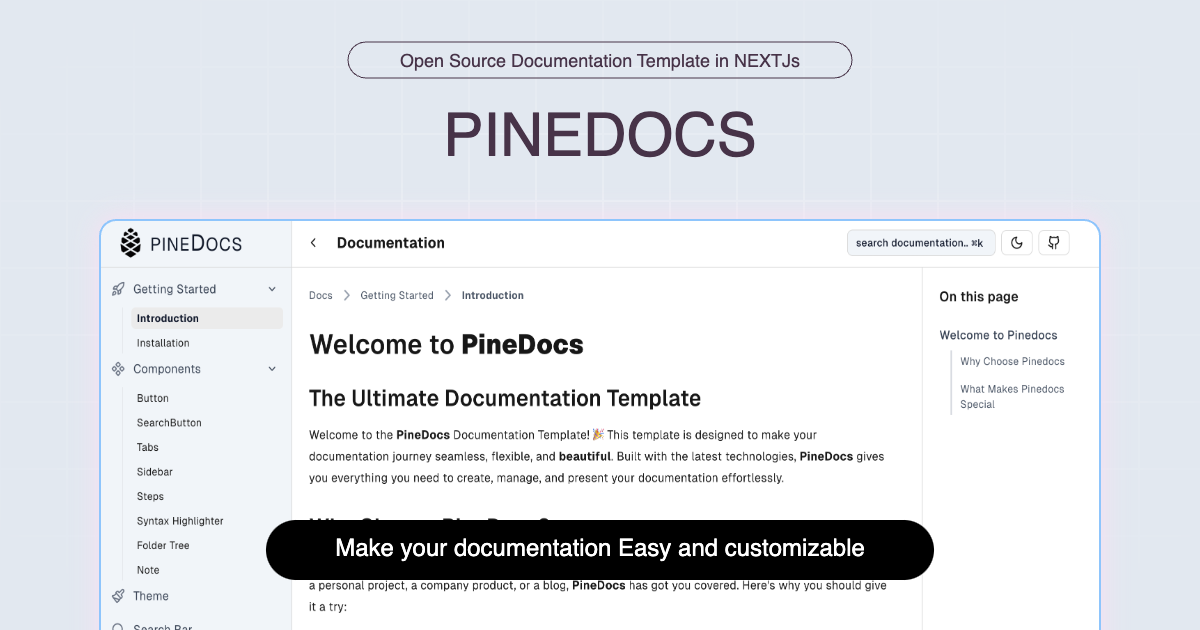 Open Source Documentation Template in NEXTJs
PINEDOCS
PINEDOCS
Documentation
search documentation.. ⌘k
Getting Started
Introduction
Installation
Components
Button
SearchButton
Tabs
Sidebar
Steps
Syntax Highlighter
Folder Tree
Note
Theme
Search Bar
Docs > Getting Started > Introduction
Welcome to PineDocs
The Ultimate Documentation Template
Welcome to the PineDocs Documentation Template! 🎉 This template is designed to make your
documentation journey seamless, flexible, and beautiful. Built with the latest technologies, PineDocs gives
you everything you need to create, manage, and present your documentation effortlessly.
Make your documentation Easy and customizable
a personal project, a company product, or a blog, PineDocs has got you covered. Here's why you should give
it a try:
On this page
Welcome to Pinedocs
Why Choose Pinedocs
What Makes Pinedocs
Special